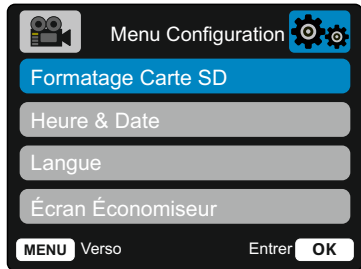 Menu Configuration
Formatage Carte SD
Heure & Date
Langue
Écran Économiseur
MENU Verso Entrer OK